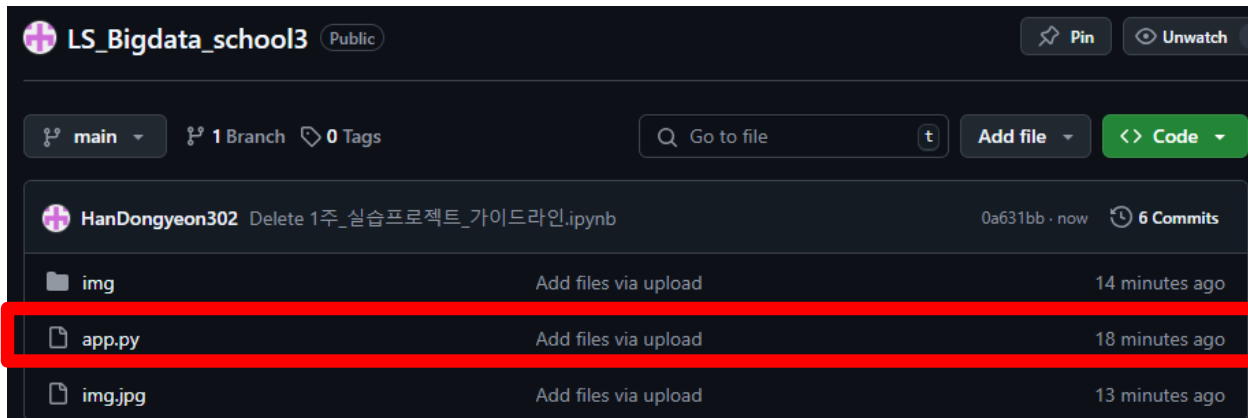 LS_Bigdata_school3 Public Pin Unwatch
main 1 Branch 0 Tags Go to file t Add file <> Code
HanDongyeon302 Delete 1주_실습프로젝트_가이드라인.ipynb 0a631bb · now 6 Commits
img Add files via upload 14 minutes ago
app.py Add files via upload 18 minutes ago
img.jpg Add files via upload 13 minutes ago